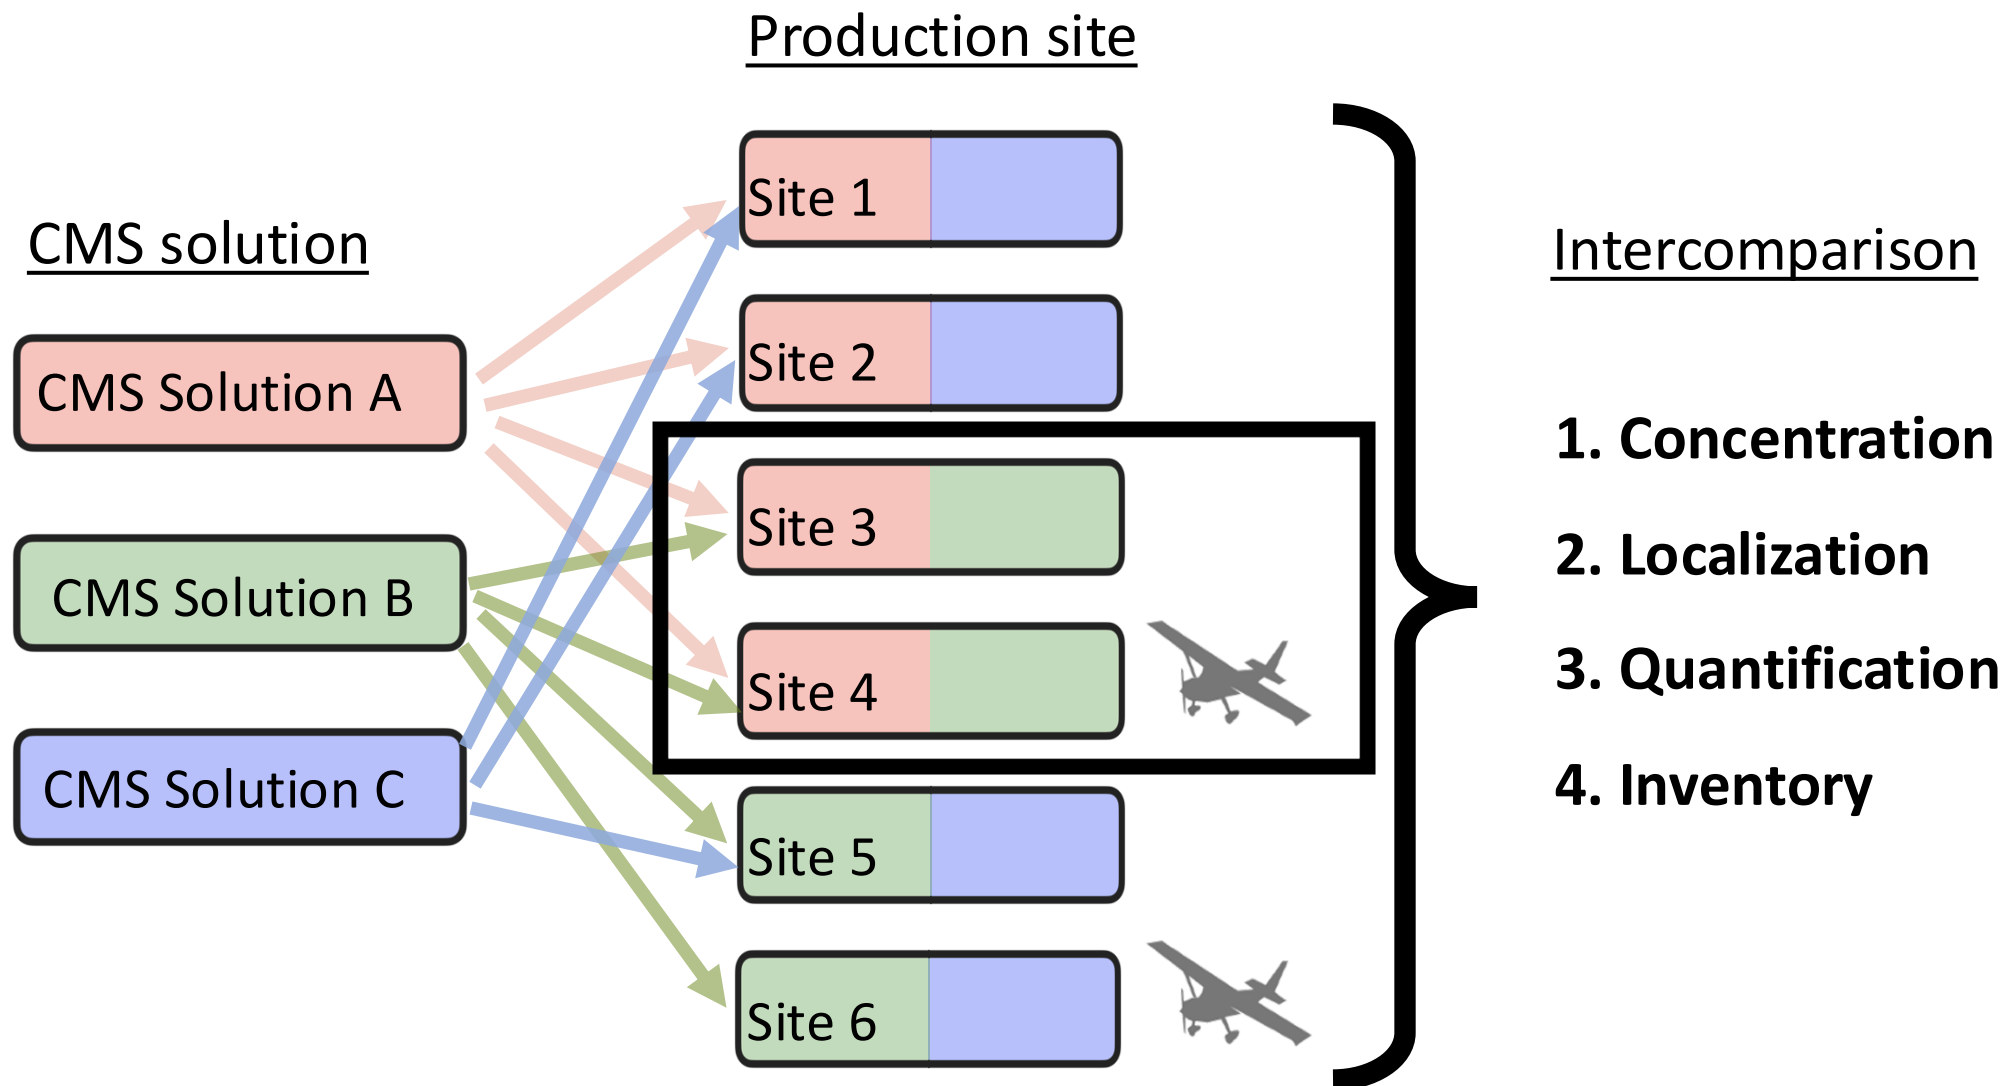 Production site
CMS solution
CMS Solution A
CMS Solution B
CMS Solution C
Site 1
Site 2
Site 3
Site 4
Site 5
Site 6
Intercomparison
1. Concentration
2. Localization
3. Quantification
4. Inventory